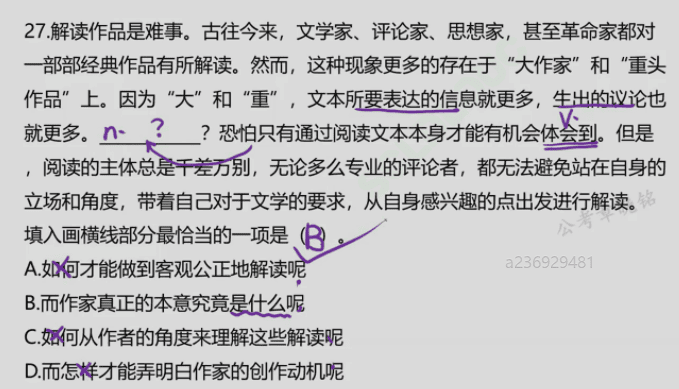 27.解读作品是难事。古往今来，文学家、评论家、思想家，甚至革命家都对
一部部经典作品有所解读。然而，这种现象更多的存在于“大作家”和“重头
作品”上。因为“大”和“重”，文本所要表达的信息就更多，生出的议论也
就更多。n. ? ？恐怕只有通过阅读文本本身才能有机会体会到。但是
v.
，阅读的主体总是千差万别，无论多么专业的评论者，都无法避免站在自身的
立场和角度，带着自己对于文学的要求，从自身感兴趣的点出发进行解读。
填入画横线部分最恰当的一项是（B）。
a236929481
A.如何才能做到客观公正地解读呢
B.而作家真正的本意究竟是什么呢
C.如何从作者的角度来理解这些解读呢
D.而怎样才能弄明白作家的创作动机呢